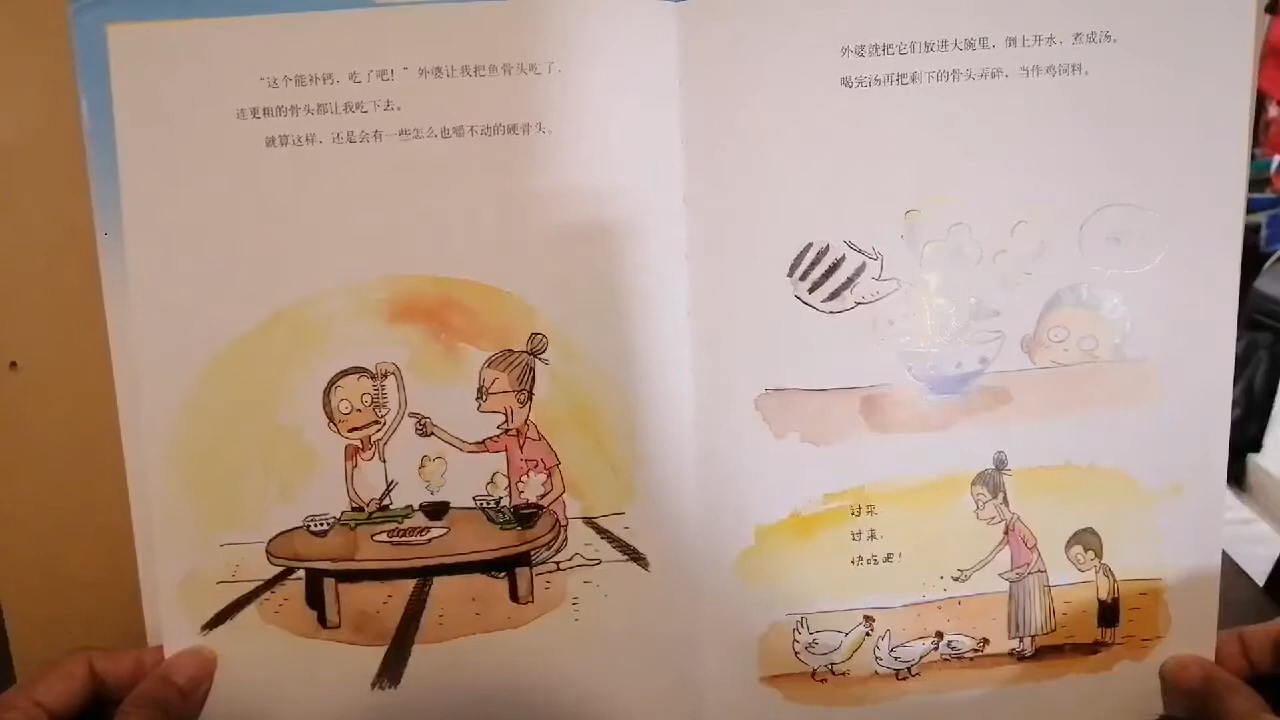 “这个能补钙，吃了吧！”外婆让我把鱼骨头吃了，
连更粗的骨头都让我吃下去。
就算这样，还是会有一些怎么也嚼不动的硬骨头。
外婆就把它们放进大碗里，倒上开水，煮成汤。
喝完汤再把剩下的骨头弄碎，当作鸡饲料。
过来，
过来，
快吃吧！